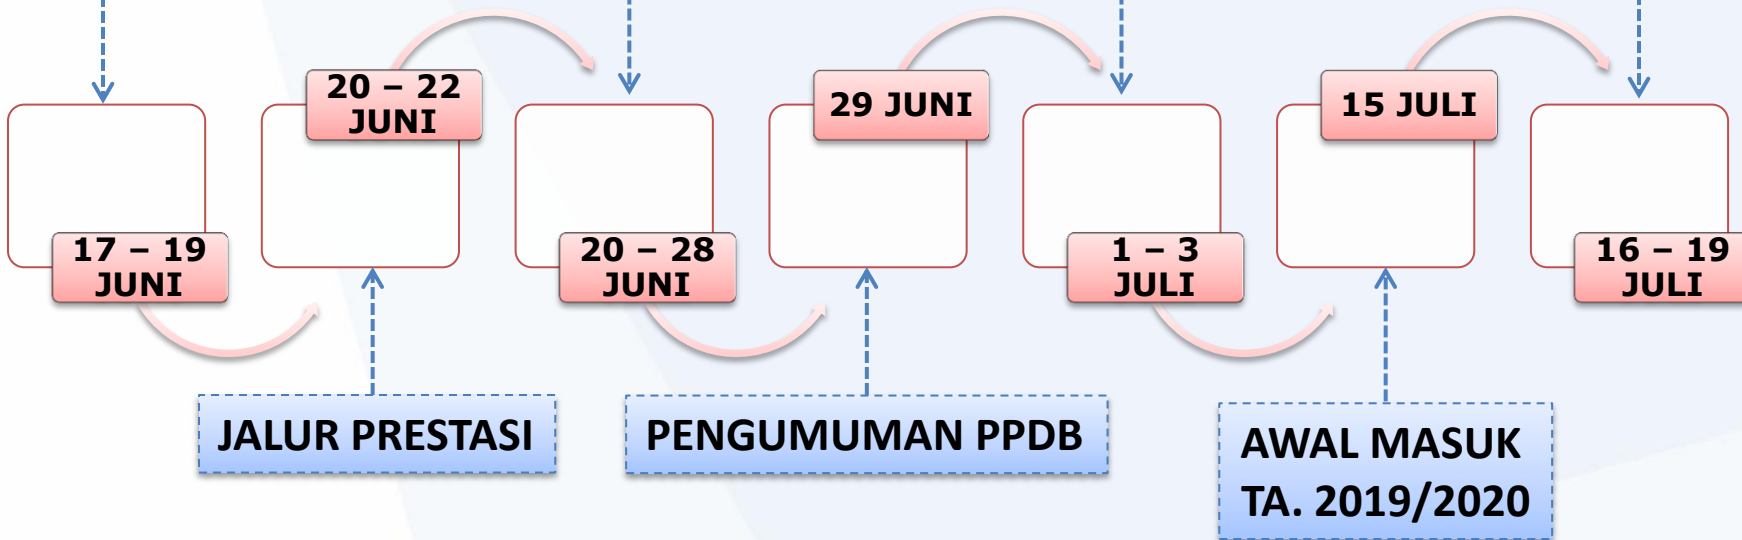 20 – 22
JUNI
29 JUNI
15 JULI
17 – 19
JUNI
20 – 28
JUNI
1 – 3
JULI
16 – 19
JULI
JALUR PRESTASI
PENGUMUMAN PPDB
AWAL MASUK
TA. 2019/2020